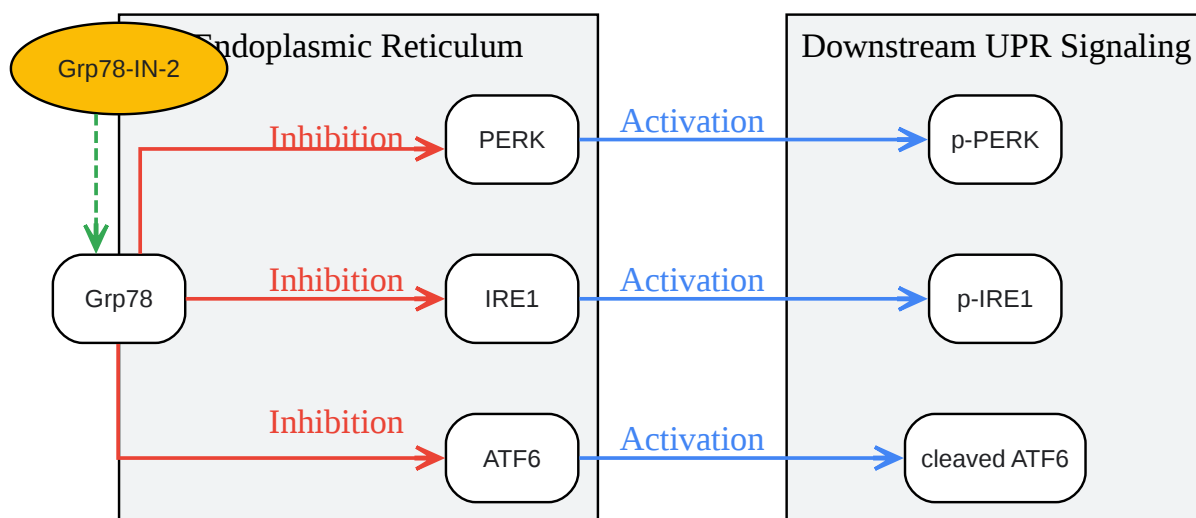 Endoplasmic Reticulum
Downstream UPR Signaling
Grp78-IN-2
Inhibition
PERK
Activation
p-PERK
Grp78
Inhibition
IRE1
Activation
p-IRE1
Inhibition
ATF6
Activation
cleaved ATF6